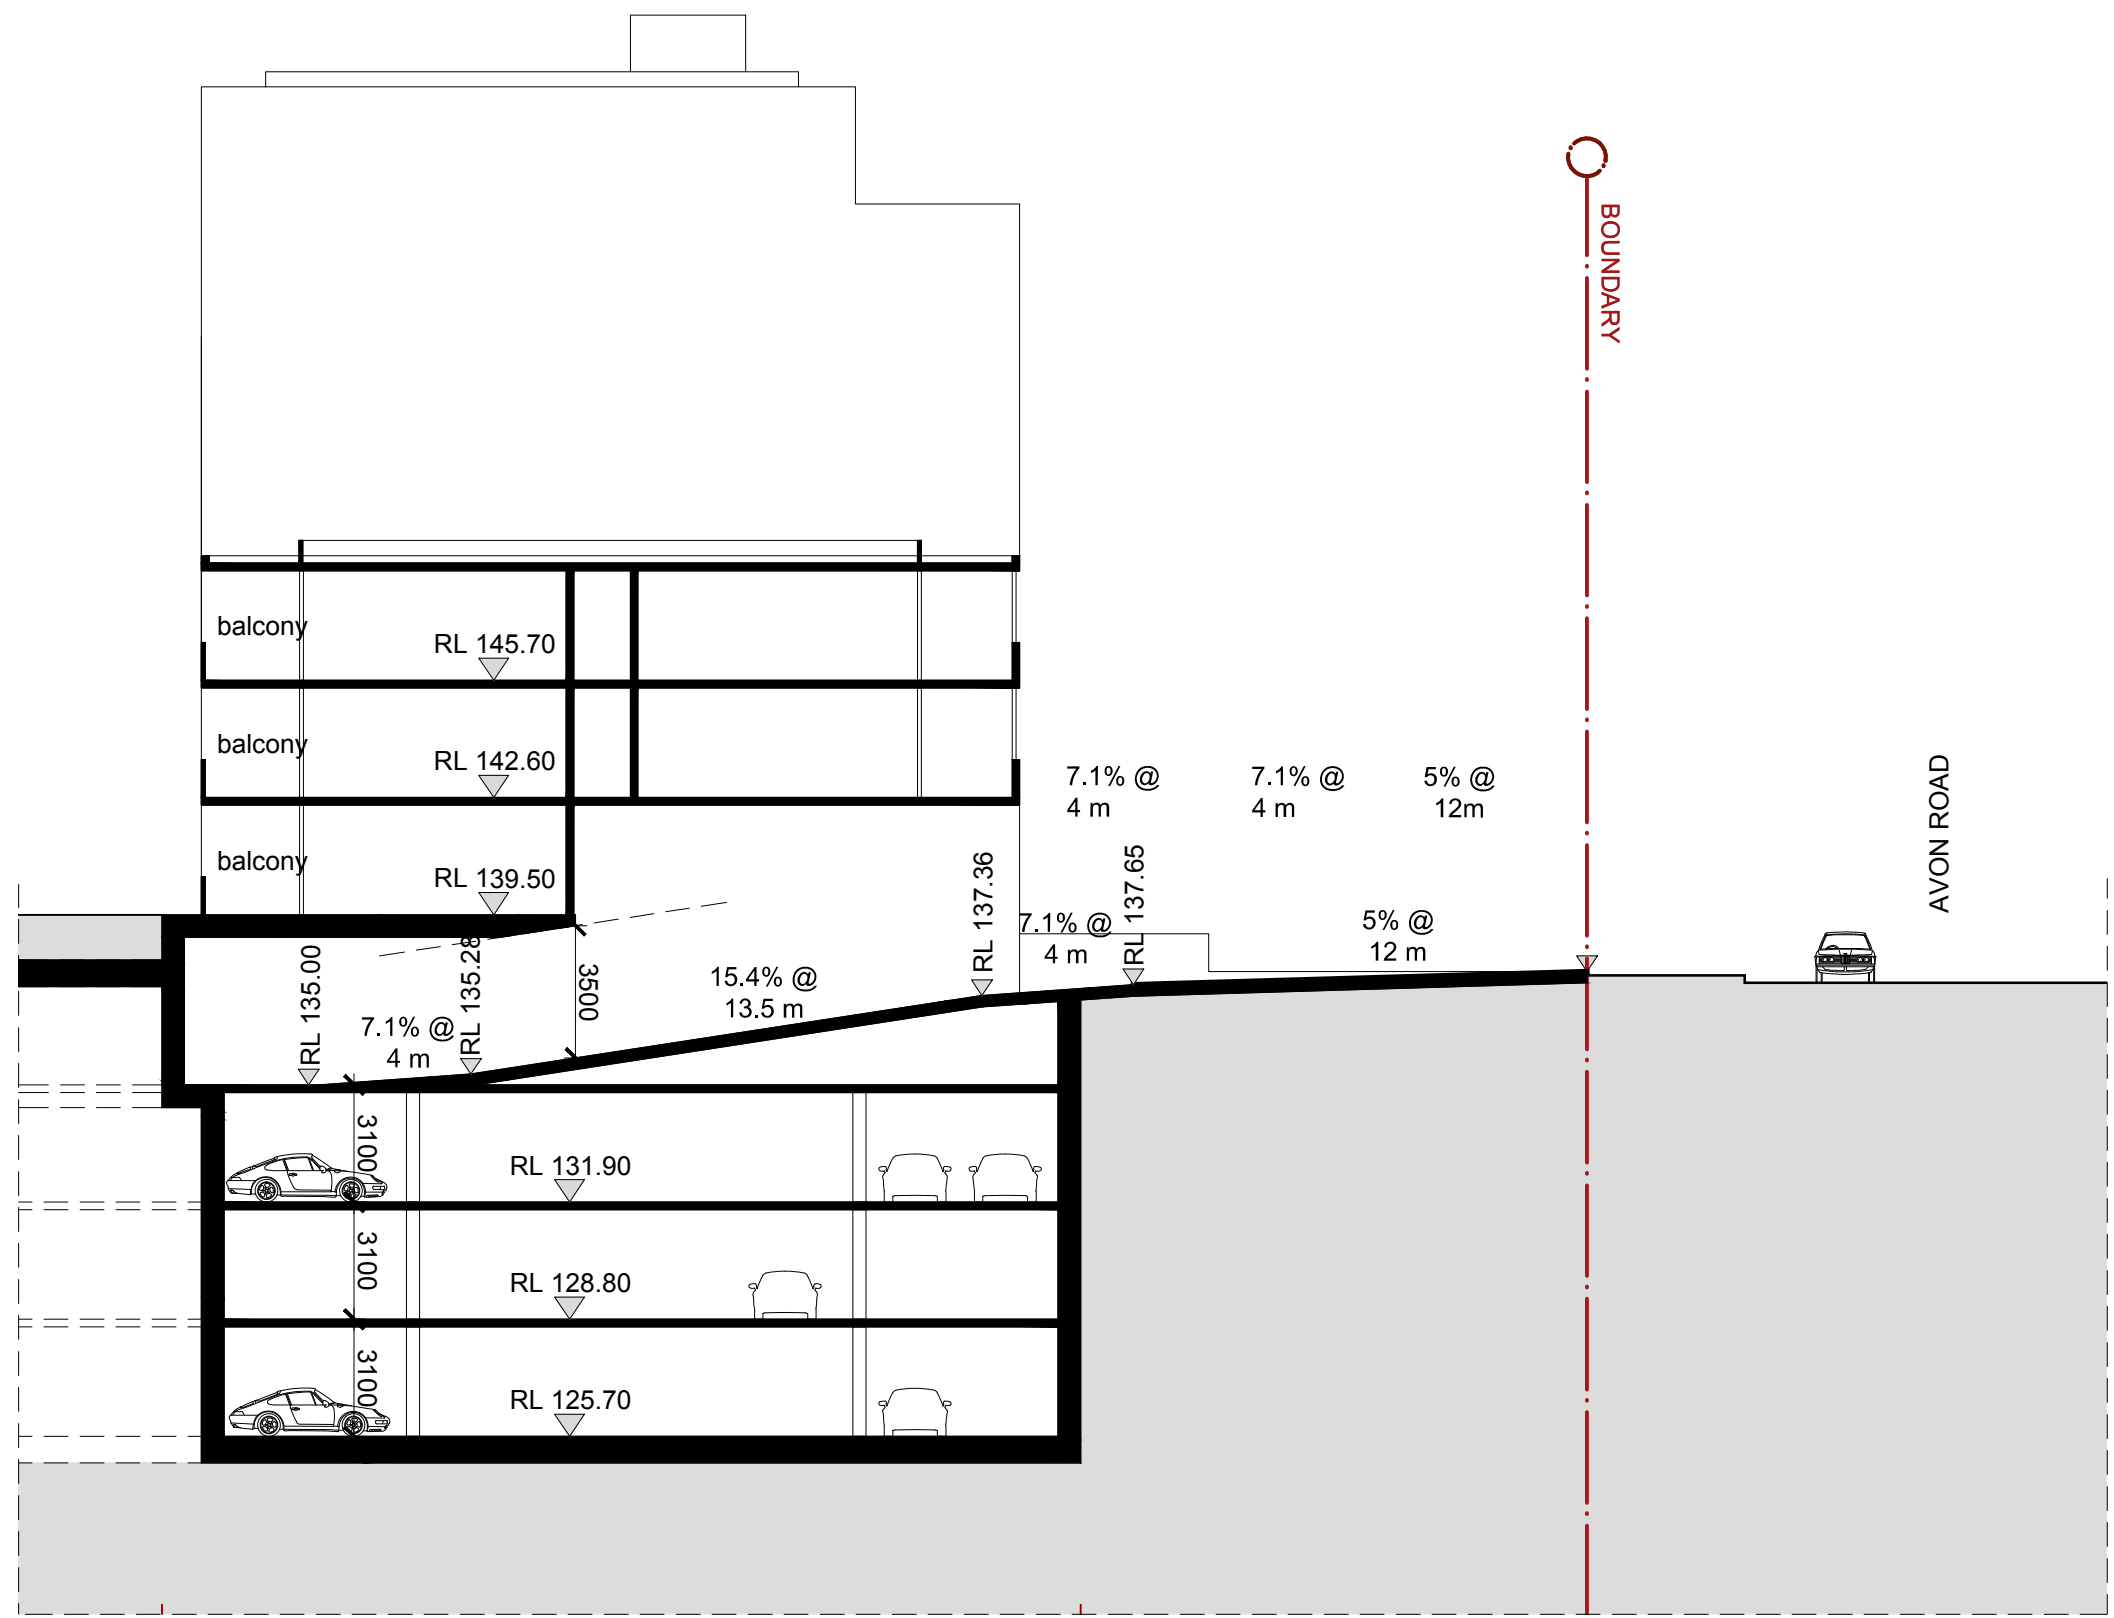 BOUNDARY
balcony
RL 145.70
balcony
RL 142.60
7.1% @
4 m
7.1% @
4 m
5% @
12m
AVON ROAD
balcony
RL 139.50
RL 137.36
RL 137.65
7.1% @
4 m
5% @
12 m
RL 135.00
RL 135.28
3500
15.4% @
13.5 m
7.1% @
4 m
3100
RL 131.90
3100
RL 128.80
3100
RL 125.70